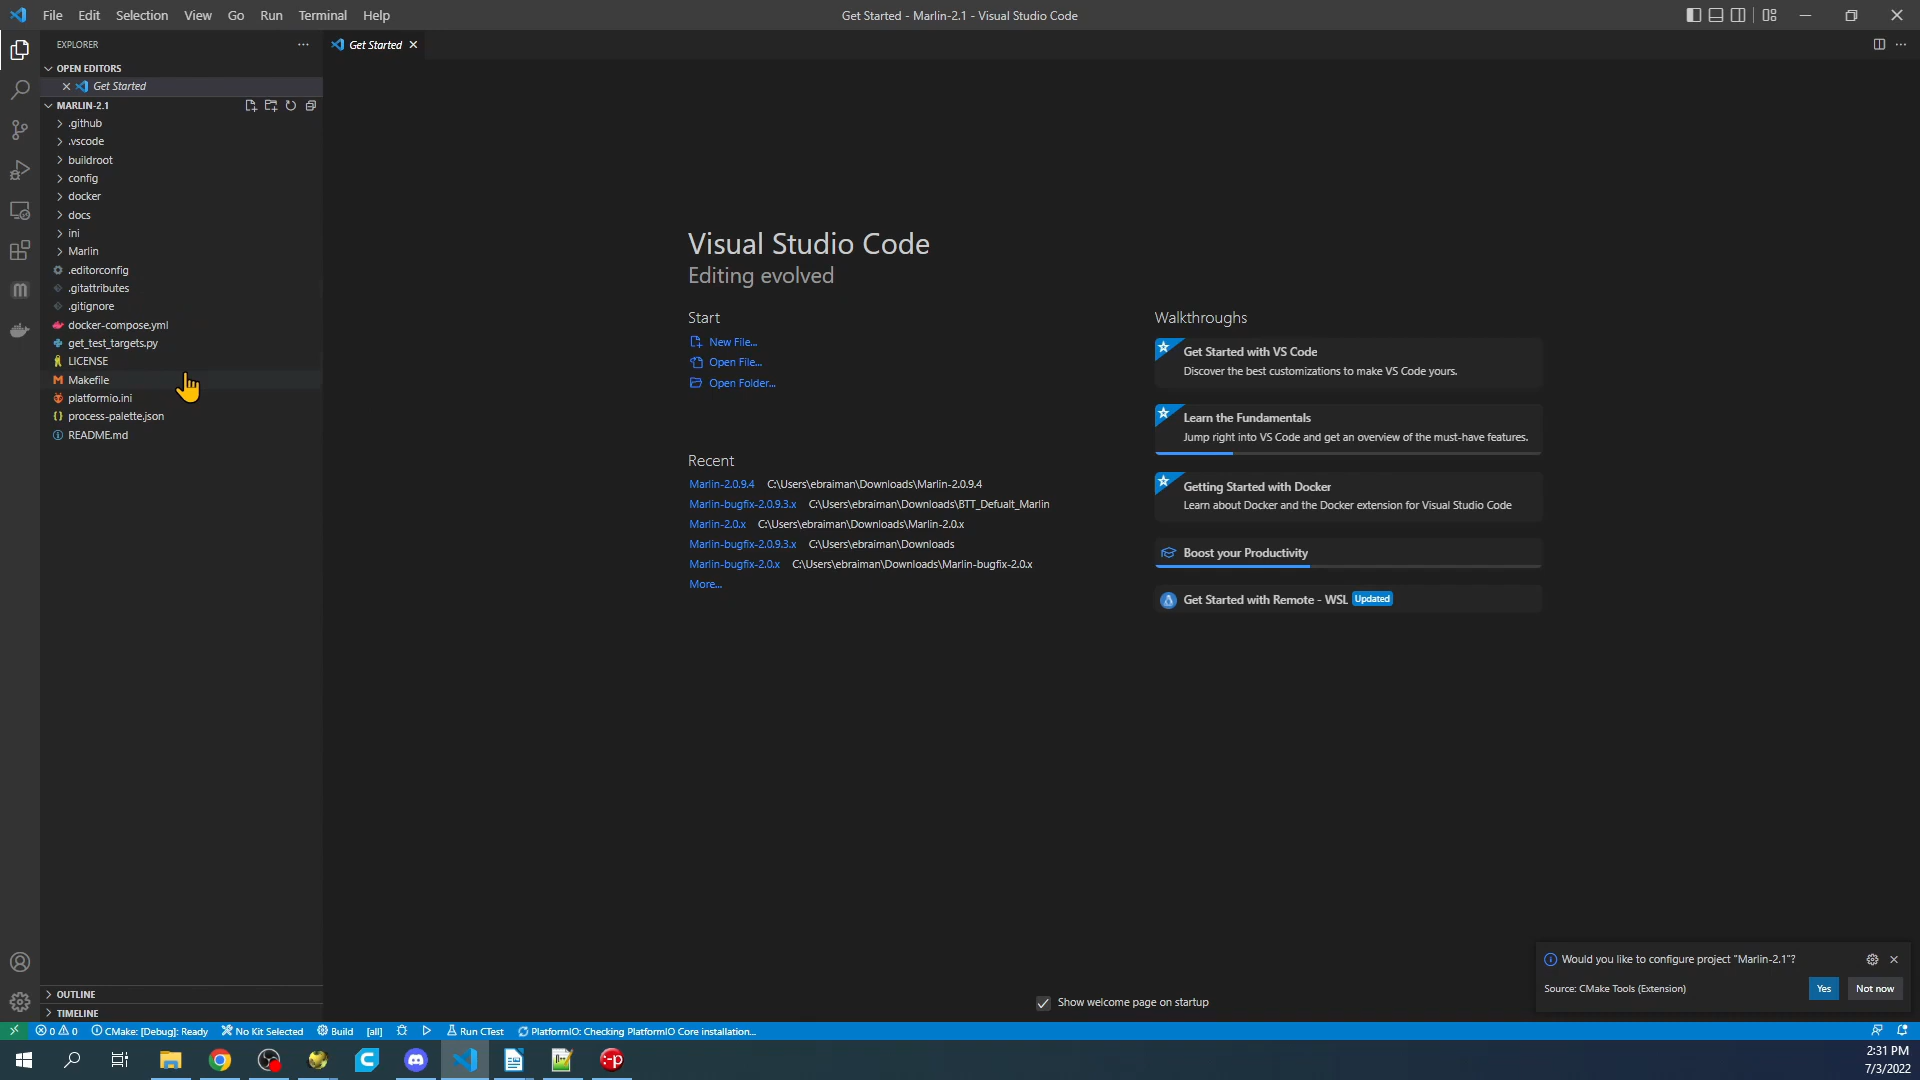 File Edit Selection View Go Run Terminal Help
Get Started - Marlin-2.1 - Visual Studio Code
EXPLORER
Get Started
OPEN EDITORS
Get Started
MARLIN-2.1
.github
.vscode
buildroot
config
docker
docs
ini
Marlin
.editorconfig
.gitattributes
.gitignore
docker-compose.yml
get_test_targets.py
LICENSE
Makefile
platformio.ini
process-palette.json
README.md
OUTLINE
TIMELINE
Visual Studio Code
Editing evolved
Start
New File...
Open File...
Open Folder...
Recent
Marlin-2.0.9.4 C:\Users\ebraiman\Downloads\Marlin-2.0.9.4
Marlin-bugfix-2.0.9.3.x C:\Users\ebraiman\Downloads\BTT_Defualt_Marlin
Marlin-2.0.x C:\Users\ebraiman\Downloads\Marlin-2.0.x
Marlin-bugfix-2.0.9.3.x C:\Users\ebraiman\Downloads
Marlin-bugfix-2.0.x C:\Users\ebraiman\Downloads\Marlin-bugfix-2.0.x
More...
Walkthroughs
Get Started with VS Code
Discover the best customizations to make VS Code yours.
Learn the Fundamentals
Jump right into VS Code and get an overview of the must-have features.
Getting Started with Docker
Learn about Docker and the Docker extension for Visual Studio Code
Boost your Productivity
Get Started with Remote - WSL Updated
Show welcome page on startup
Would you like to configure project "Marlin-2.1"?
Source: CMake Tools (Extension)
Yes Not now
0 0 CMake: [Debug]: Ready No Kit Selected Build [all] Run CTest PlatformIO: Checking PlatformIO Core installation...
2:31 PM
7/3/2022